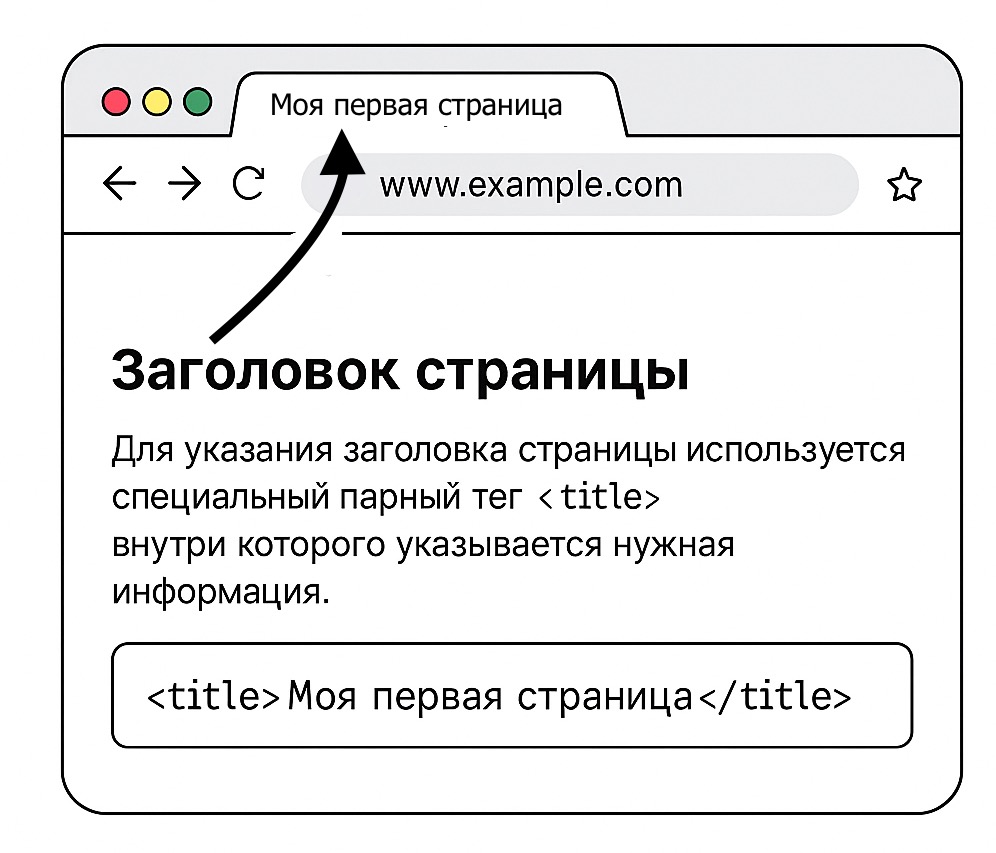 Моя первая страница
www.example.com
Заголовок страницы
Для указания заголовка страницы используется
специальный парный тег <title>
внутри которого указывается нужная
информация.
<title>Моя первая страница</title>